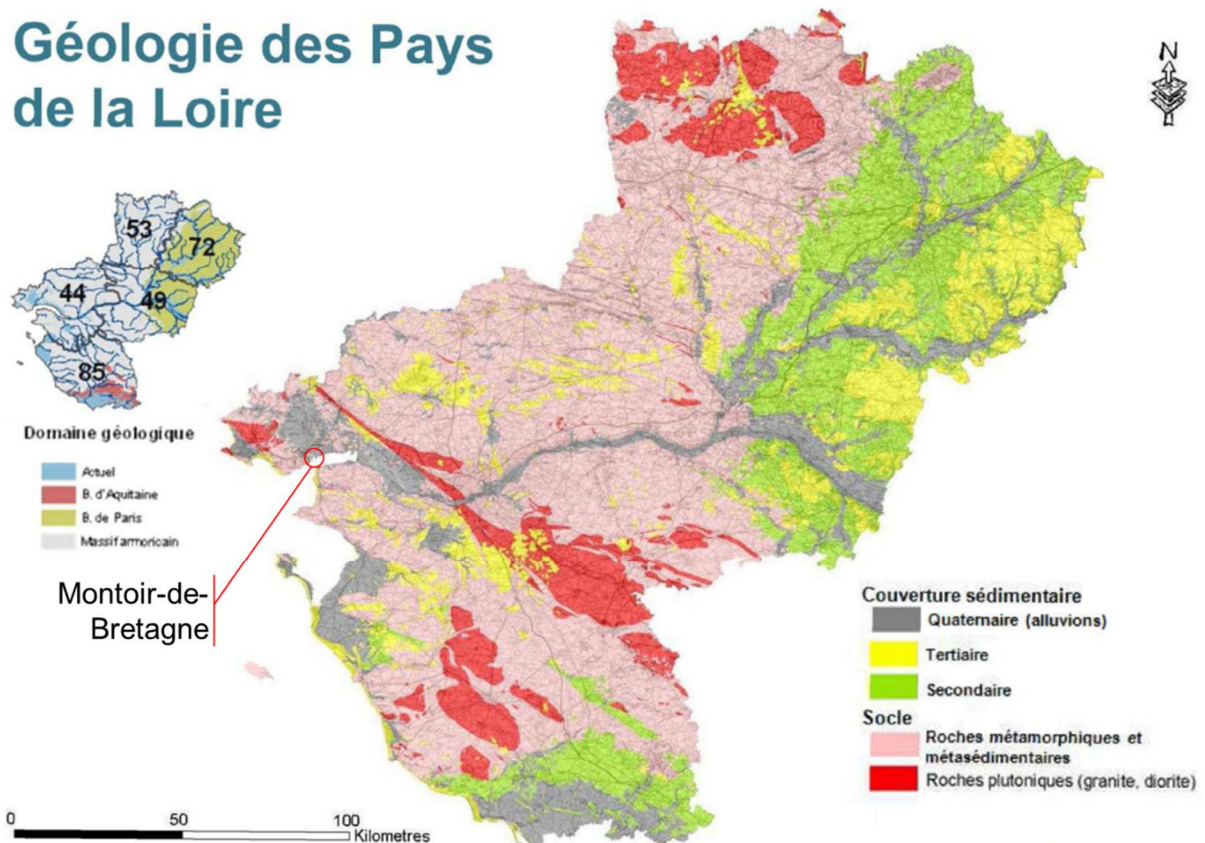 Géologie des Pays
de la Loire
N
53
72
44
49
85
Domaine géologique
Actuel
B. d'Aquitaine
B. de Paris
Massif armoricain
Montoir-de-
Bretagne
Couverture sédimentaire
Quaternaire (alluvions)
Tertiaire
Secondaire
Socle
Roches métamorphiques et
métasédimentaires
Roches plutoniques (granite, diorite)
0 50 100
Kilometres